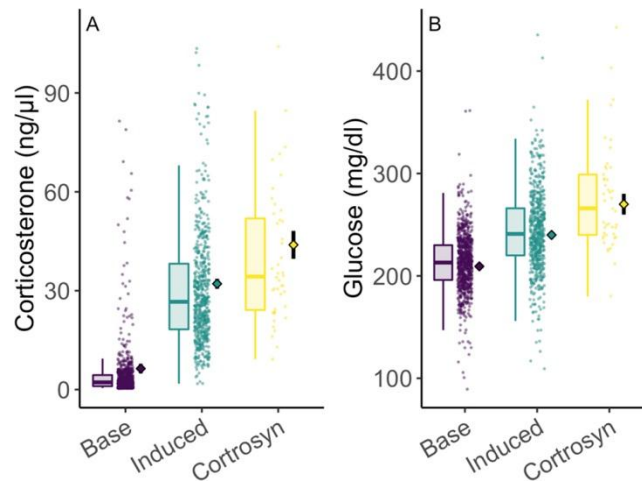 A
Corticosterone (ng/μl)
90
60
30
0
Base
Induced
Cortrosyn
B
Glucose (mg/dl)
400
300
200
100
Base
Induced
Cortrosyn